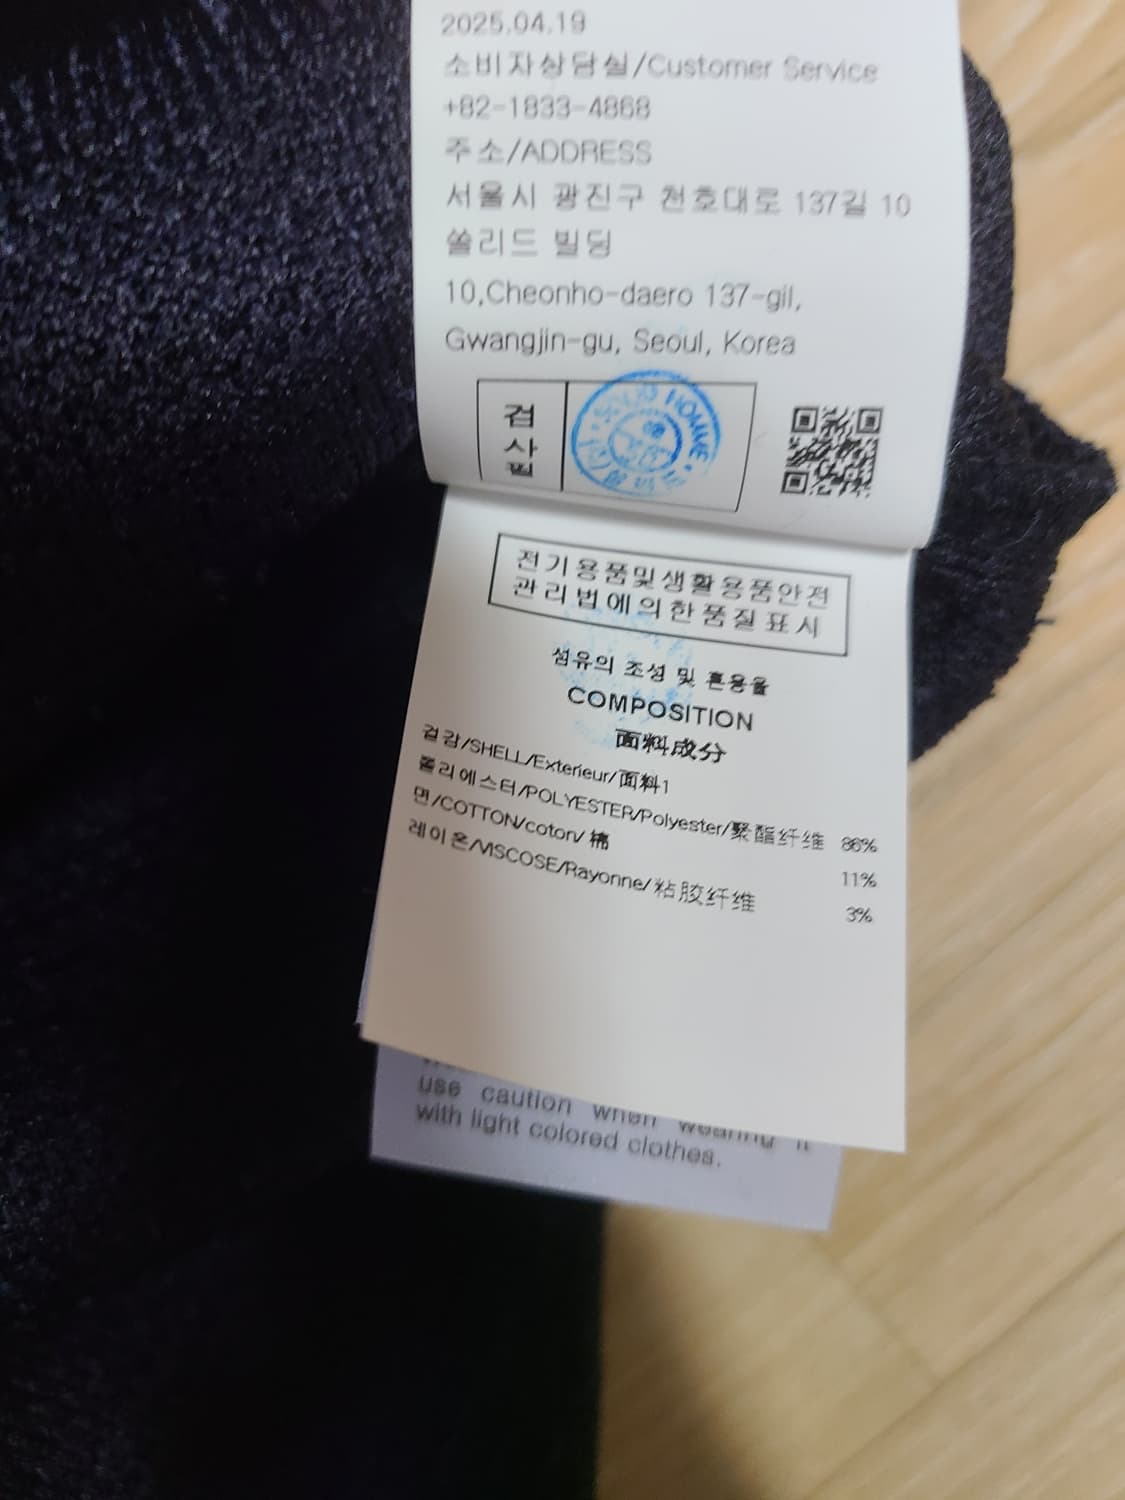 2025.04.19
소비자상담실/Customer Service
+82-1833-4868
주소/ADDRESS
서울시 광진구 천호대로 137길 10
쏠리드 빌딩
10,Cheonho-daero 137-gil,
Gwangjin-gu, Seoul, Korea
검사필
SOLID HOMME
전기용품및생활용품안전
관리법에의한품질표시
섬유의 조성 및 혼용율
COMPOSITION
面料成分
겉감/SHELL/Exterieur/面料1
폴리에스터/POLYESTER/Polyester/聚酯纤维 86%
면/COTTON/coton/ 棉 11%
레이온/VISCOSE/Rayonne/粘胶纤维 3%
use caution when wearing it
with light colored clothes.